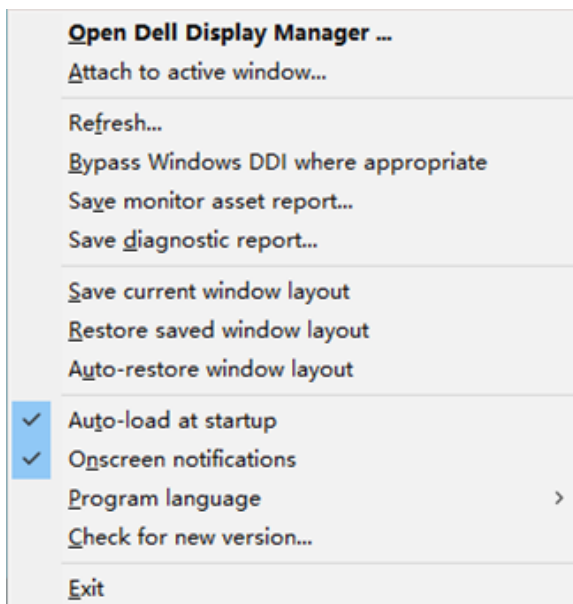 Open Dell Display Manager ...
Attach to active window...
Refresh...
Bypass Windows DDI where appropriate
Save monitor asset report...
Save diagnostic report...
Save current window layout
Restore saved window layout
Auto-restore window layout
Auto-load at startup
Onscreen notifications
Program language
Check for new version...
Exit